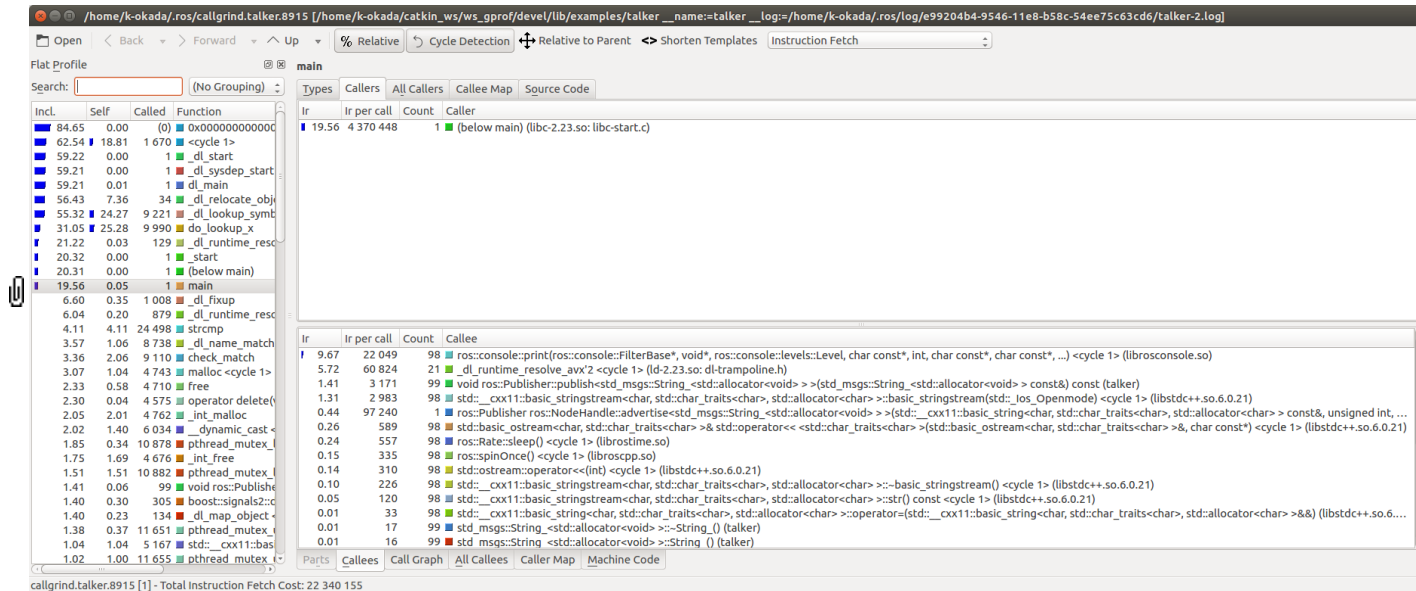 /home/k-okada/.ros/callgrind.talker.8915 [/home/k-okada/catkin_ws/ws_gprof/devel/lib/examples/talker __name:=talker __log:=/home/k-okada/.ros/log/e99204b4-9546-11e8-b58c-54ee75c63cd6/talker-2.log]
Open < Back > Forward Up % Relative Cycle Detection Relative to Parent <> Shorten Templates Instruction Fetch
Flat Profile
Search: (No Grouping)
Incl. Self Called Function
84.65 0.00 (0) 0x000000000000
62.54 18.81 1 670 <cycle 1>
59.22 0.00 1 _dl_start
59.21 0.00 1 _dl_sysdep_start
59.21 0.01 1 dl_main
56.43 7.36 34 _dl_relocate_obj
55.32 24.27 9 221 _dl_lookup_symb
31.05 25.28 9 990 do_lookup_x
21.22 0.03 129 _dl_runtime_reso
20.32 0.00 1 _start
20.31 0.00 1 (below main)
19.56 0.05 1 main
6.60 0.35 1 008 _dl_fixup
6.04 0.20 879 _dl_runtime_reso
4.11 4.11 24 498 strcmp
3.57 1.06 8 738 _dl_name_match
3.36 2.06 9 110 check_match
3.07 1.04 4 743 malloc <cycle 1>
2.33 0.58 4 710 free
2.30 0.04 4 575 operator delete(
2.05 2.01 4 762 _int_malloc
2.02 1.40 6 034 __dynamic_cast <
1.85 0.34 10 878 pthread_mutex_l
1.75 1.69 4 676 _int_free
1.51 1.51 10 882 pthread_mutex_l
1.41 0.06 99 void ros::Publishe
1.40 0.30 305 boost::signals2::
1.40 0.23 134 _dl_map_object <
1.38 0.37 11 651 pthread_mutex_
1.04 1.04 5 167 std::__cxx11::bas
1.02 1.00 11 655 pthread_mutex
main
Types Callers All Callers Callee Map Source Code
Ir Ir per call Count Caller
19.56 4 370 448 1 (below main) (libc-2.23.so: libc-start.c)
Ir Ir per call Count Callee
9.67 22 049 98 ros::console::print(ros::console::FilterBase*, void*, ros::console::levels::Level, char const*, int, char const*, char const*, ...) <cycle 1> (librosconsole.so)
5.72 60 824 21 _dl_runtime_resolve_avx'2 <cycle 1> (ld-2.23.so: dl-trampoline.h)
1.41 3 171 99 void ros::Publisher::publish<std_msgs::String_<std::allocator<void> > >(std_msgs::String_<std::allocator<void> > const&) const (talker)
1.31 2 983 98 std::__cxx11::basic_stringstream<char, std::char_traits<char>, std::allocator<char> >::basic_stringstream(std::_Ios_Openmode) <cycle 1> (libstdc++.so.6.0.21)
0.44 97 240 1 ros::Publisher ros::NodeHandle::advertise<std_msgs::String_<std::allocator<void> > >(std::__cxx11::basic_string<char, std::char_traits<char>, std::allocator<char> > const&, unsigned int, ...
0.26 589 98 std::basic_ostream<char, std::char_traits<char> >& std::operator<< <std::char_traits<char> >(std::basic_ostream<char, std::char_traits<char> >&, char const*) <cycle 1> (libstdc++.so.6.0.21)
0.24 557 98 ros::Rate::sleep() <cycle 1> (librostime.so)
0.15 335 98 ros::spinOnce() <cycle 1> (libroscpp.so)
0.14 310 98 std::ostream::operator<<(int) <cycle 1> (libstdc++.so.6.0.21)
0.10 226 98 std::__cxx11::basic_stringstream<char, std::char_traits<char>, std::allocator<char> >::~basic_stringstream() <cycle 1> (libstdc++.so.6.0.21)
0.05 120 98 std::__cxx11::basic_stringstream<char, std::char_traits<char>, std::allocator<char> >::str() const <cycle 1> (libstdc++.so.6.0.21)
0.01 33 98 std::__cxx11::basic_string<char, std::char_traits<char>, std::allocator<char> >::operator=(std::__cxx11::basic_string<char, std::char_traits<char>, std::allocator<char> >&&) (libstdc++.so.6....
0.01 17 99 std_msgs::String_<std::allocator<void> >::~String_() (talker)
0.01 16 99 std_msgs::String_<std::allocator<void> >::String_() (talker)
Parts Callees Call Graph All Callees Caller Map Machine Code
callgrind.talker.8915 [1] - Total Instruction Fetch Cost: 22 340 155